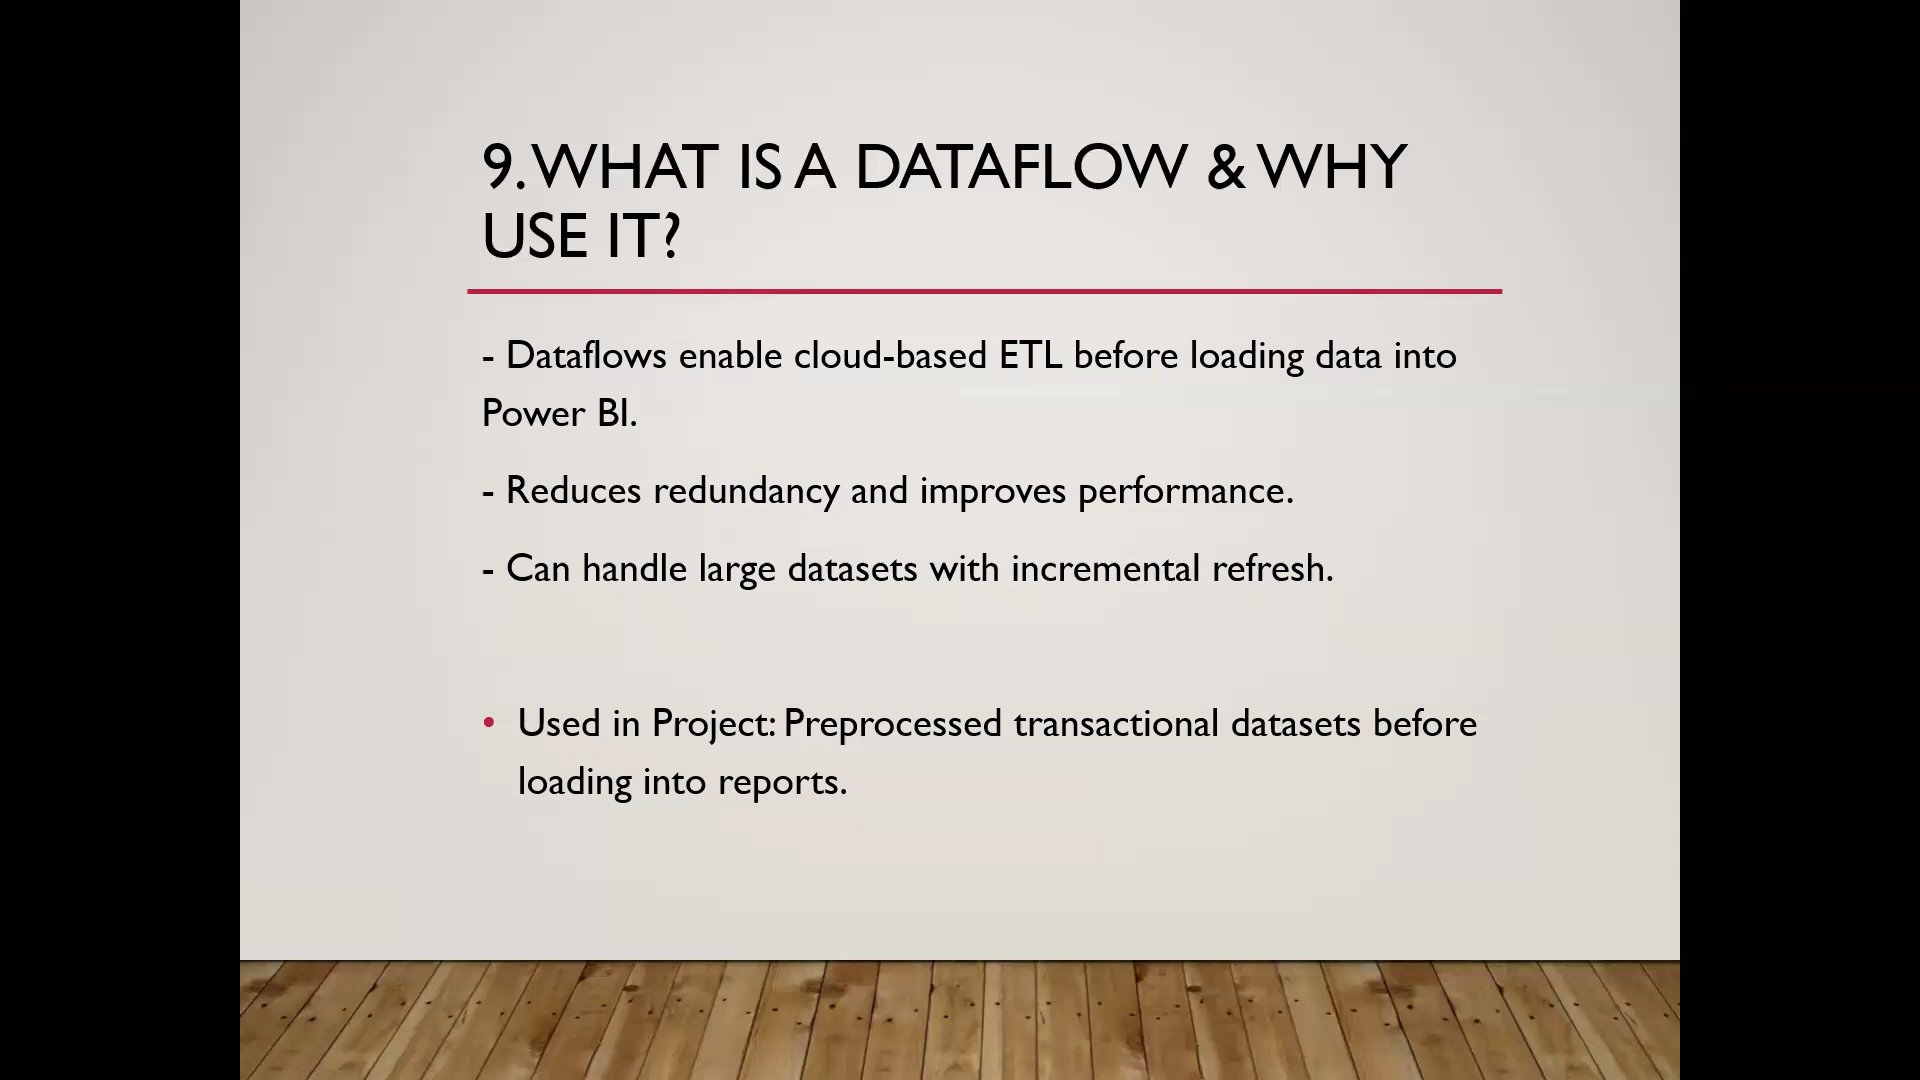 9. WHAT IS A DATAFLOW & WHY
USE IT?
- Dataflows enable cloud-based ETL before loading data into
Power BI.
- Reduces redundancy and improves performance.
- Can handle large datasets with incremental refresh.
• Used in Project: Preprocessed transactional datasets before
loading into reports.